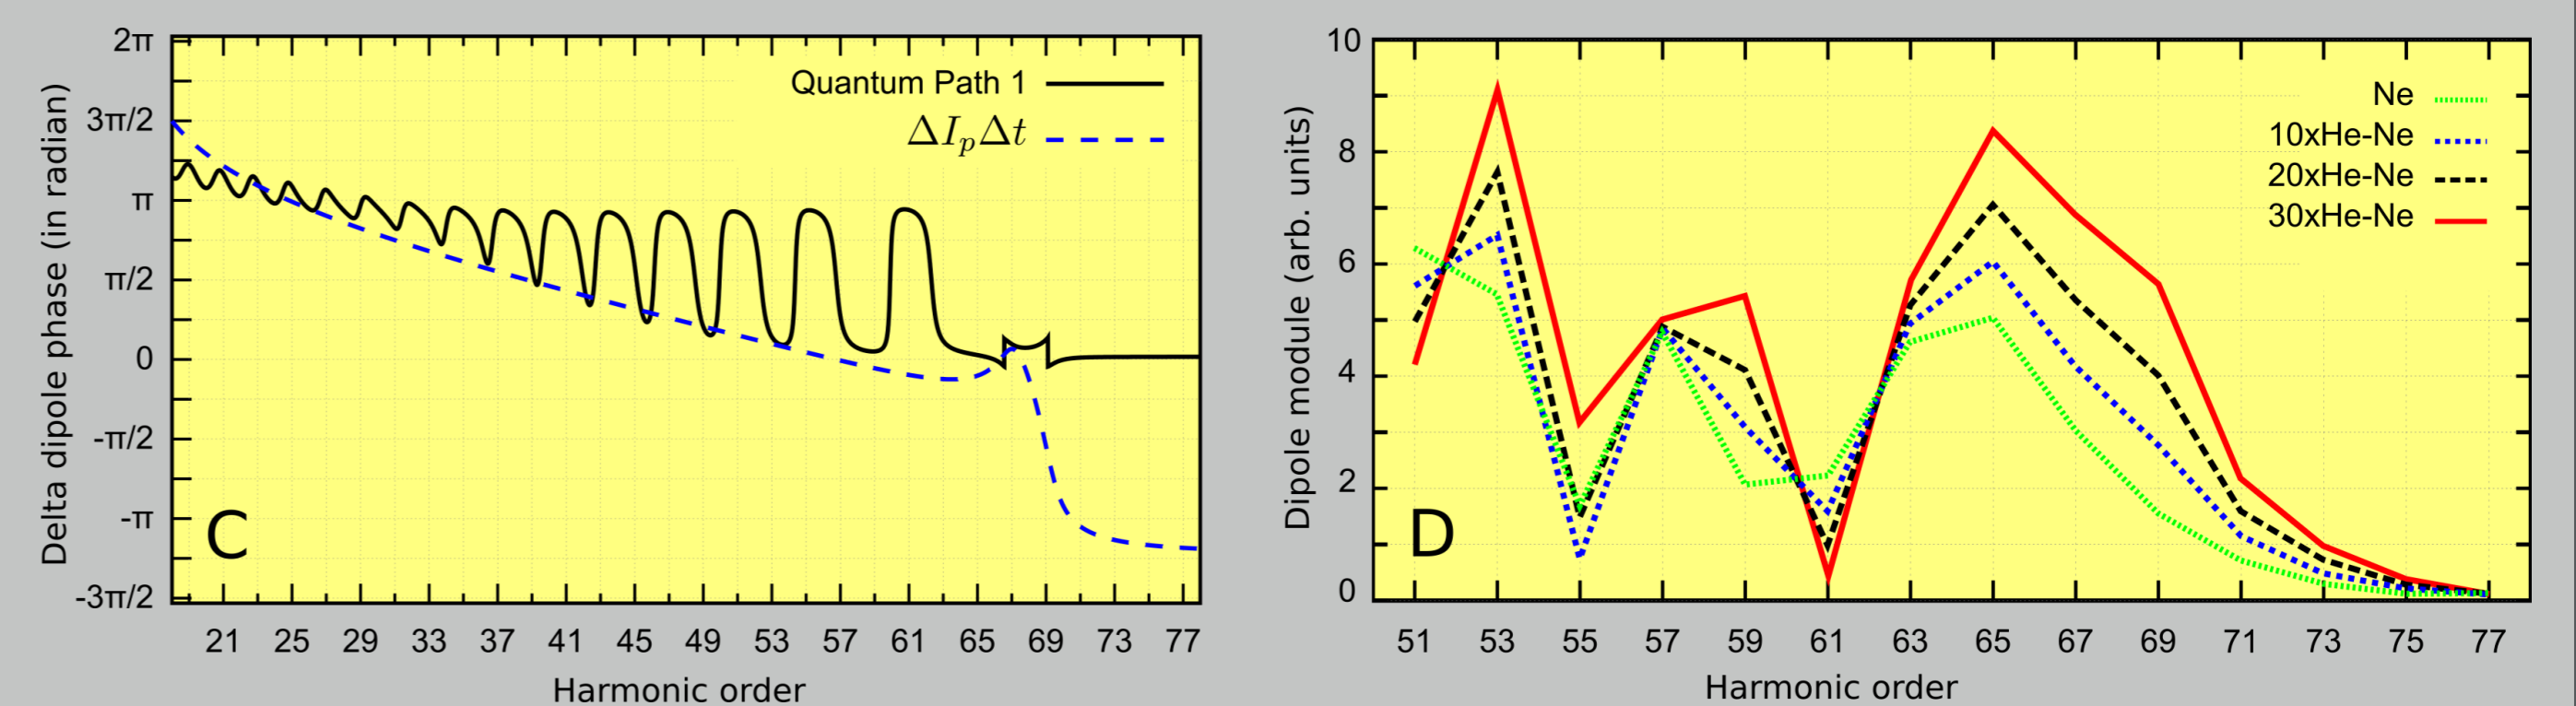 2π
3π/2
π
π/2
0
-π/2
-π
-3π/2
Delta dipole phase (in radian)
Quantum Path 1
ΔI_pΔt
C
21 25 29 33 37 41 45 49 53 57 61 65 69 73 77
Harmonic order
10
8
6
4
2
0
Dipole module (arb. units)
Ne
10xHe-Ne
20xHe-Ne
30xHe-Ne
D
51 53 55 57 59 61 63 65 67 69 71 73 75 77
Harmonic order